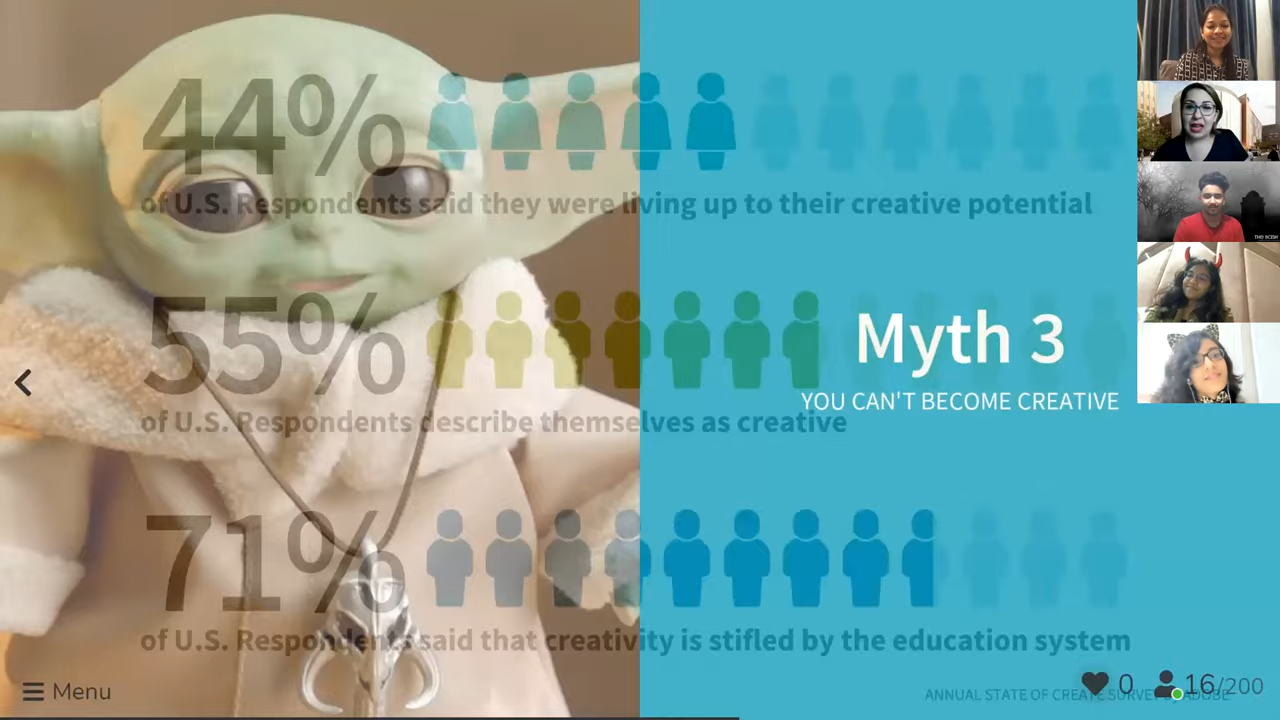 44%
of U.S. Respondents said they were living up to their creative potential
55%
of U.S. Respondents describe themselves as creative
Myth 3
YOU CAN'T BECOME CREATIVE
71%
of U.S. Respondents said that creativity is stifled by the education system
Menu
ANNUAL STATE OF CREATE SURVEY
0
16/200